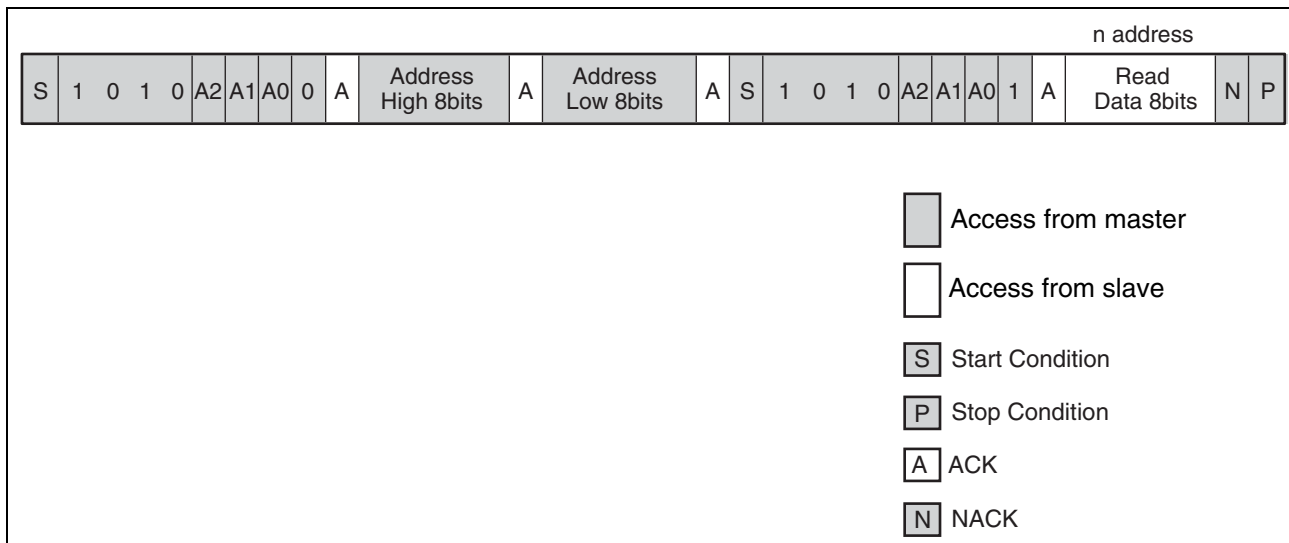 n address
S 1 0 1 0 A2 A1 A0 0 A Address High 8bits A Address Low 8bits A S 1 0 1 0 A2 A1 A0 1 A Read Data 8bits N P
Access from master
Access from slave
S Start Condition
P Stop Condition
A ACK
N NACK